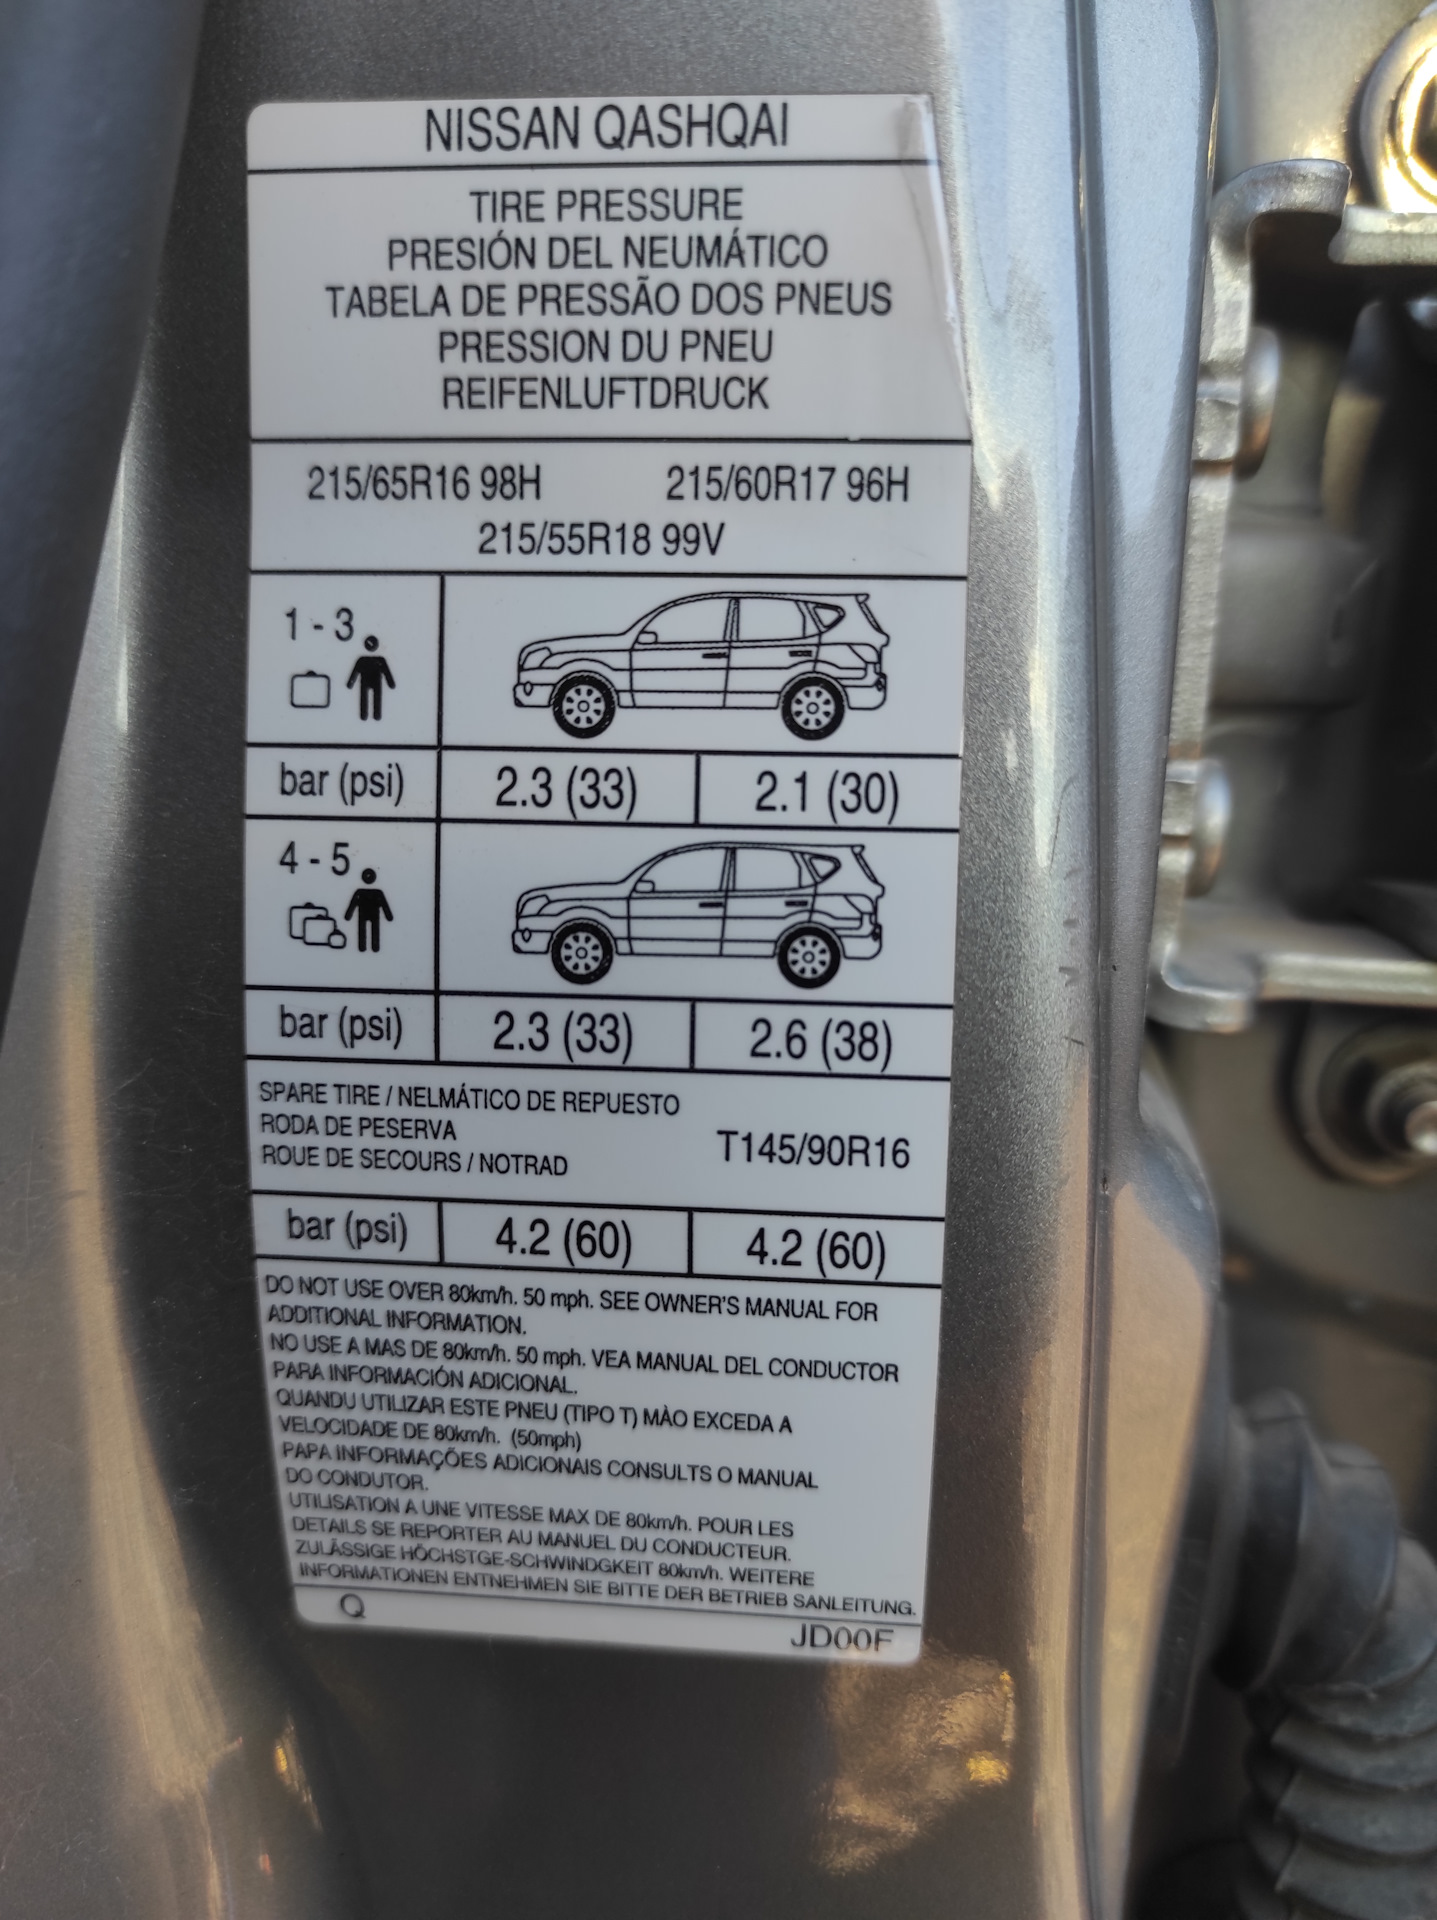 NISSAN QASHQAI
TIRE PRESSURE
PRESIÓN DEL NEUMÁTICO
TABELA DE PRESSÃO DOS PNEUS
PRESSION DU PNEU
REIFENLUFTDRUCK
215/65R16 98H 215/60R17 96H
215/55R18 99V
1 - 3
bar (psi) 2.3 (33) 2.1 (30)
4 - 5
bar (psi) 2.3 (33) 2.6 (38)
SPARE TIRE / NELMÁTICO DE REPUESTO
RODA DE PESERVA
ROUE DE SECOURS / NOTRAD
T145/90R16
bar (psi) 4.2 (60) 4.2 (60)
DO NOT USE OVER 80km/h. 50 mph. SEE OWNER'S MANUAL FOR
ADDITIONAL INFORMATION.
NO USE A MAS DE 80km/h. 50 mph. VEA MANUAL DEL CONDUCTOR
PARA INFORMACIÓN ADICIONAL.
QUANDU UTILIZAR ESTE PNEU (TIPO T) MÀO EXCEDA A
VELOCIDADE DE 80km/h. (50mph)
PAPA INFORMAÇÕES ADICIONAIS CONSULTS O MANUAL
DO CONDUTOR.
UTILISATION A UNE VITESSE MAX DE 80km/h. POUR LES
DETAILS SE REPORTER AU MANUEL DU CONDUCTEUR.
ZULÄSSIGE HÖCHSTGE-SCHWINDGKEIT 80km/h. WEITERE
INFORMATIONEN ENTNEHMEN SIE BITTE DER BETRIEB SANLEITUNG.
Q JD00F